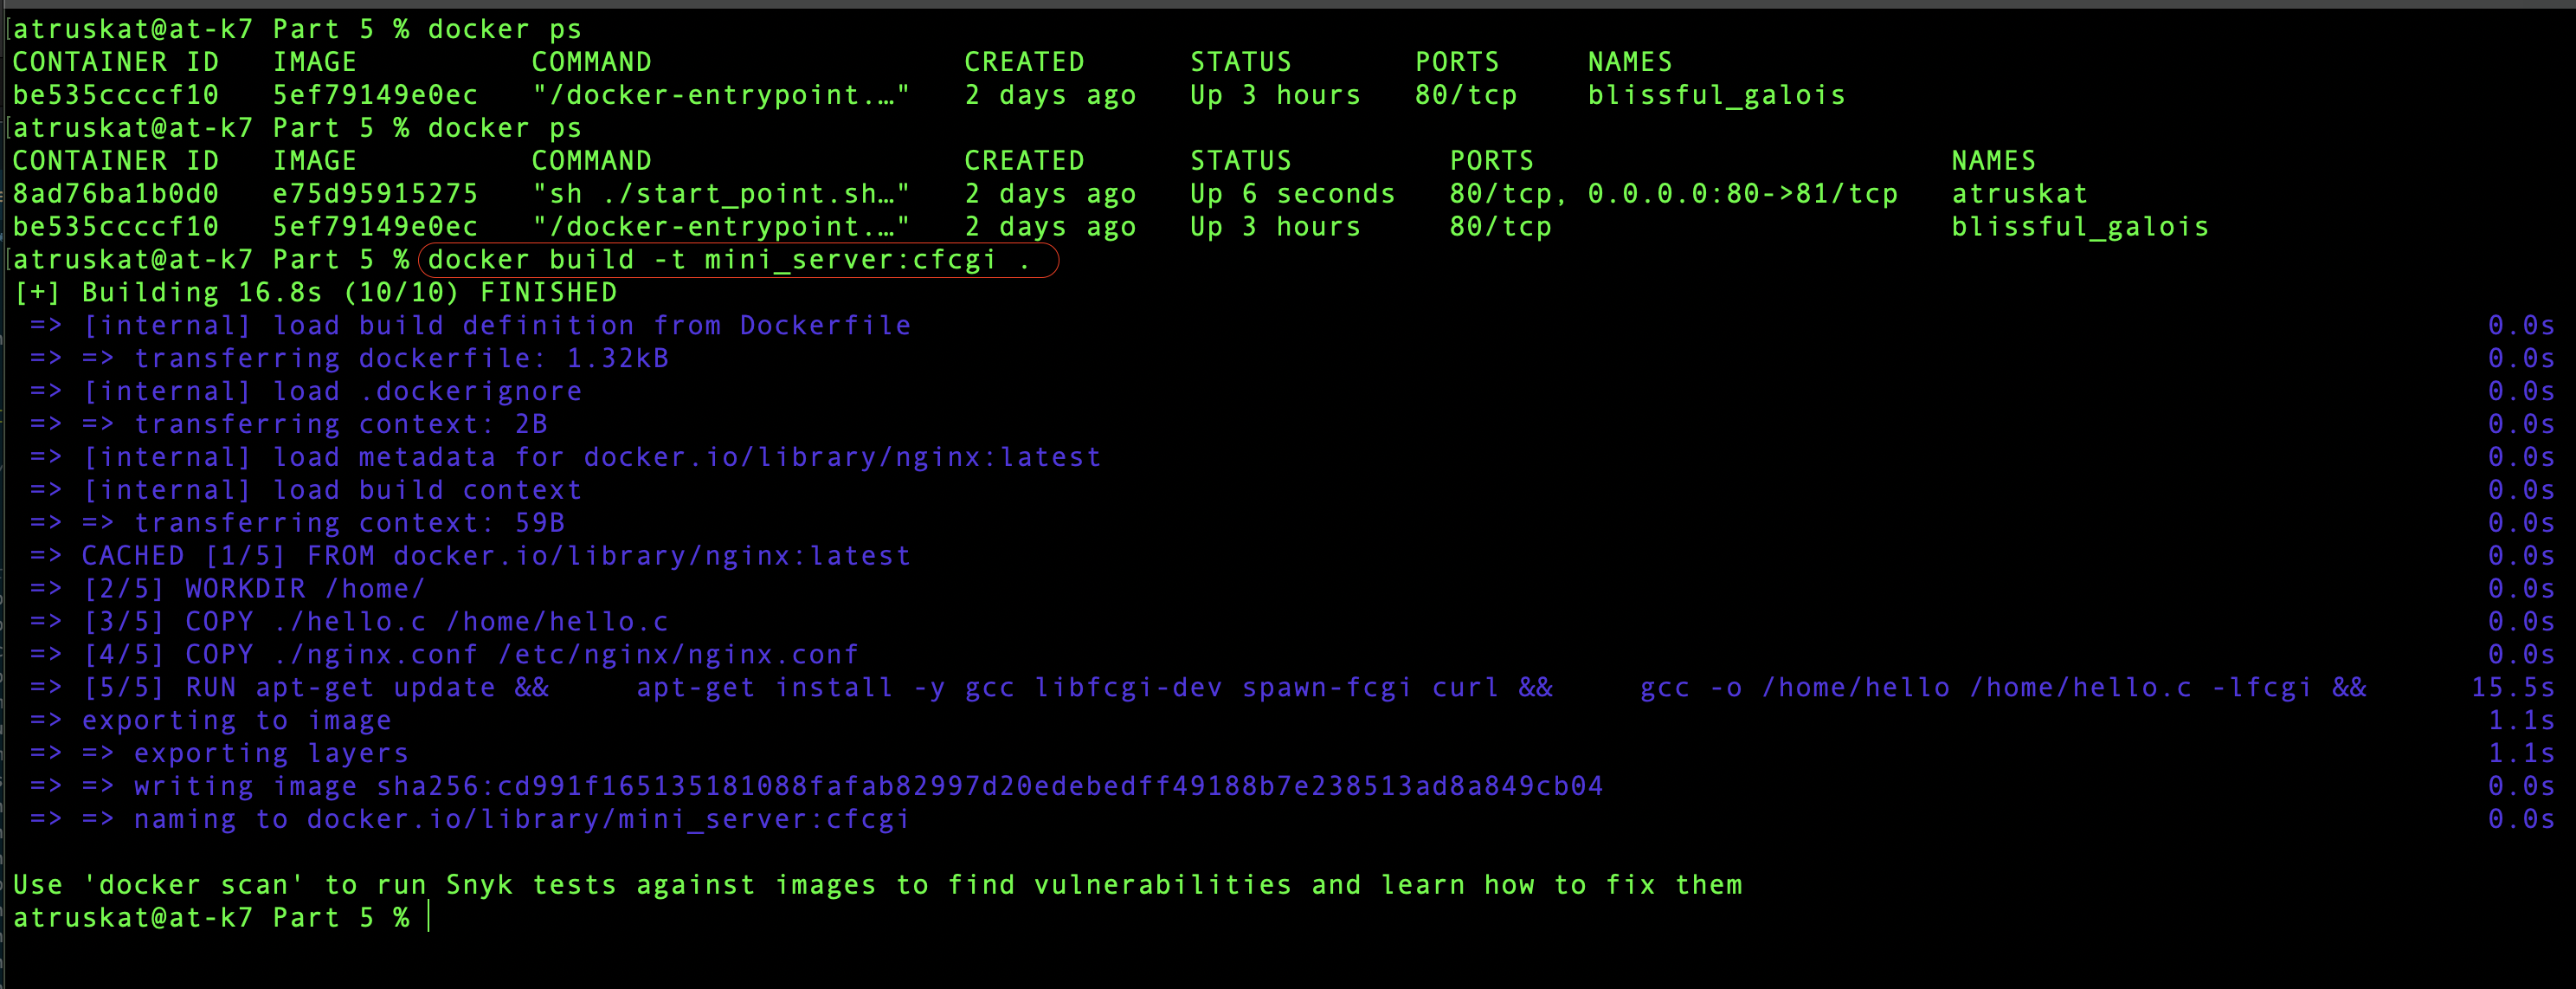 [atruskat@at-k7 Part 5 % docker ps
CONTAINER ID   IMAGE          COMMAND                  CREATED      STATUS       PORTS     NAMES
be535ccccf10   5ef79149e0ec   "/docker-entrypoint.…"   2 days ago   Up 3 hours   80/tcp    blissful_galois
[atruskat@at-k7 Part 5 % docker ps
CONTAINER ID   IMAGE          COMMAND                  CREATED      STATUS         PORTS                        NAMES
8ad76ba1b0d0   e75d95915275   "sh ./start_point.sh…"   2 days ago   Up 6 seconds   80/tcp, 0.0.0.0:80->81/tcp   atruskat
be535ccccf10   5ef79149e0ec   "/docker-entrypoint.…"   2 days ago   Up 3 hours     80/tcp                       blissful_galois
[atruskat@at-k7 Part 5 % docker build -t mini_server:cfcgi .
[+] Building 16.8s (10/10) FINISHED
=> [internal] load build definition from Dockerfile 0.0s
=> => transferring dockerfile: 1.32kB 0.0s
=> [internal] load .dockerignore 0.0s
=> => transferring context: 2B 0.0s
=> [internal] load metadata for docker.io/library/nginx:latest 0.0s
=> [internal] load build context 0.0s
=> => transferring context: 59B 0.0s
=> CACHED [1/5] FROM docker.io/library/nginx:latest 0.0s
=> [2/5] WORKDIR /home/ 0.0s
=> [3/5] COPY ./hello.c /home/hello.c 0.0s
=> [4/5] COPY ./nginx.conf /etc/nginx/nginx.conf 0.0s
=> [5/5] RUN apt-get update &&     apt-get install -y gcc libfcgi-dev spawn-fcgi curl &&     gcc -o /home/hello /home/hello.c -lfcgi && 15.5s
=> exporting to image 1.1s
=> => exporting layers 1.1s
=> => writing image sha256:cd991f165135181088fafab82997d20edebedff49188b7e238513ad8a849cb04 0.0s
=> => naming to docker.io/library/mini_server:cfcgi 0.0s
Use 'docker scan' to run Snyk tests against images to find vulnerabilities and learn how to fix them
atruskat@at-k7 Part 5 %